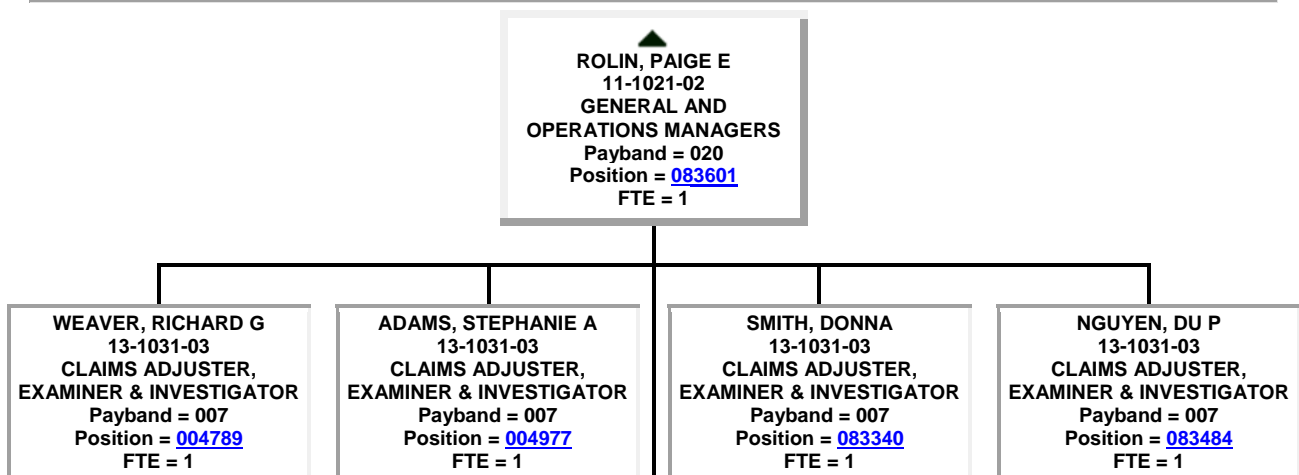 ROLIN, PAIGE E
11-1021-02
GENERAL AND
OPERATIONS MANAGERS
Payband = 020
Position = 083601
FTE = 1
WEAVER, RICHARD G
13-1031-03
CLAIMS ADJUSTER,
EXAMINER & INVESTIGATOR
Payband = 007
Position = 004789
FTE = 1
ADAMS, STEPHANIE A
13-1031-03
CLAIMS ADJUSTER,
EXAMINER & INVESTIGATOR
Payband = 007
Position = 004977
FTE = 1
SMITH, DONNA
13-1031-03
CLAIMS ADJUSTER,
EXAMINER & INVESTIGATOR
Payband = 007
Position = 083340
FTE = 1
NGUYEN, DU P
13-1031-03
CLAIMS ADJUSTER,
EXAMINER & INVESTIGATOR
Payband = 007
Position = 083484
FTE = 1